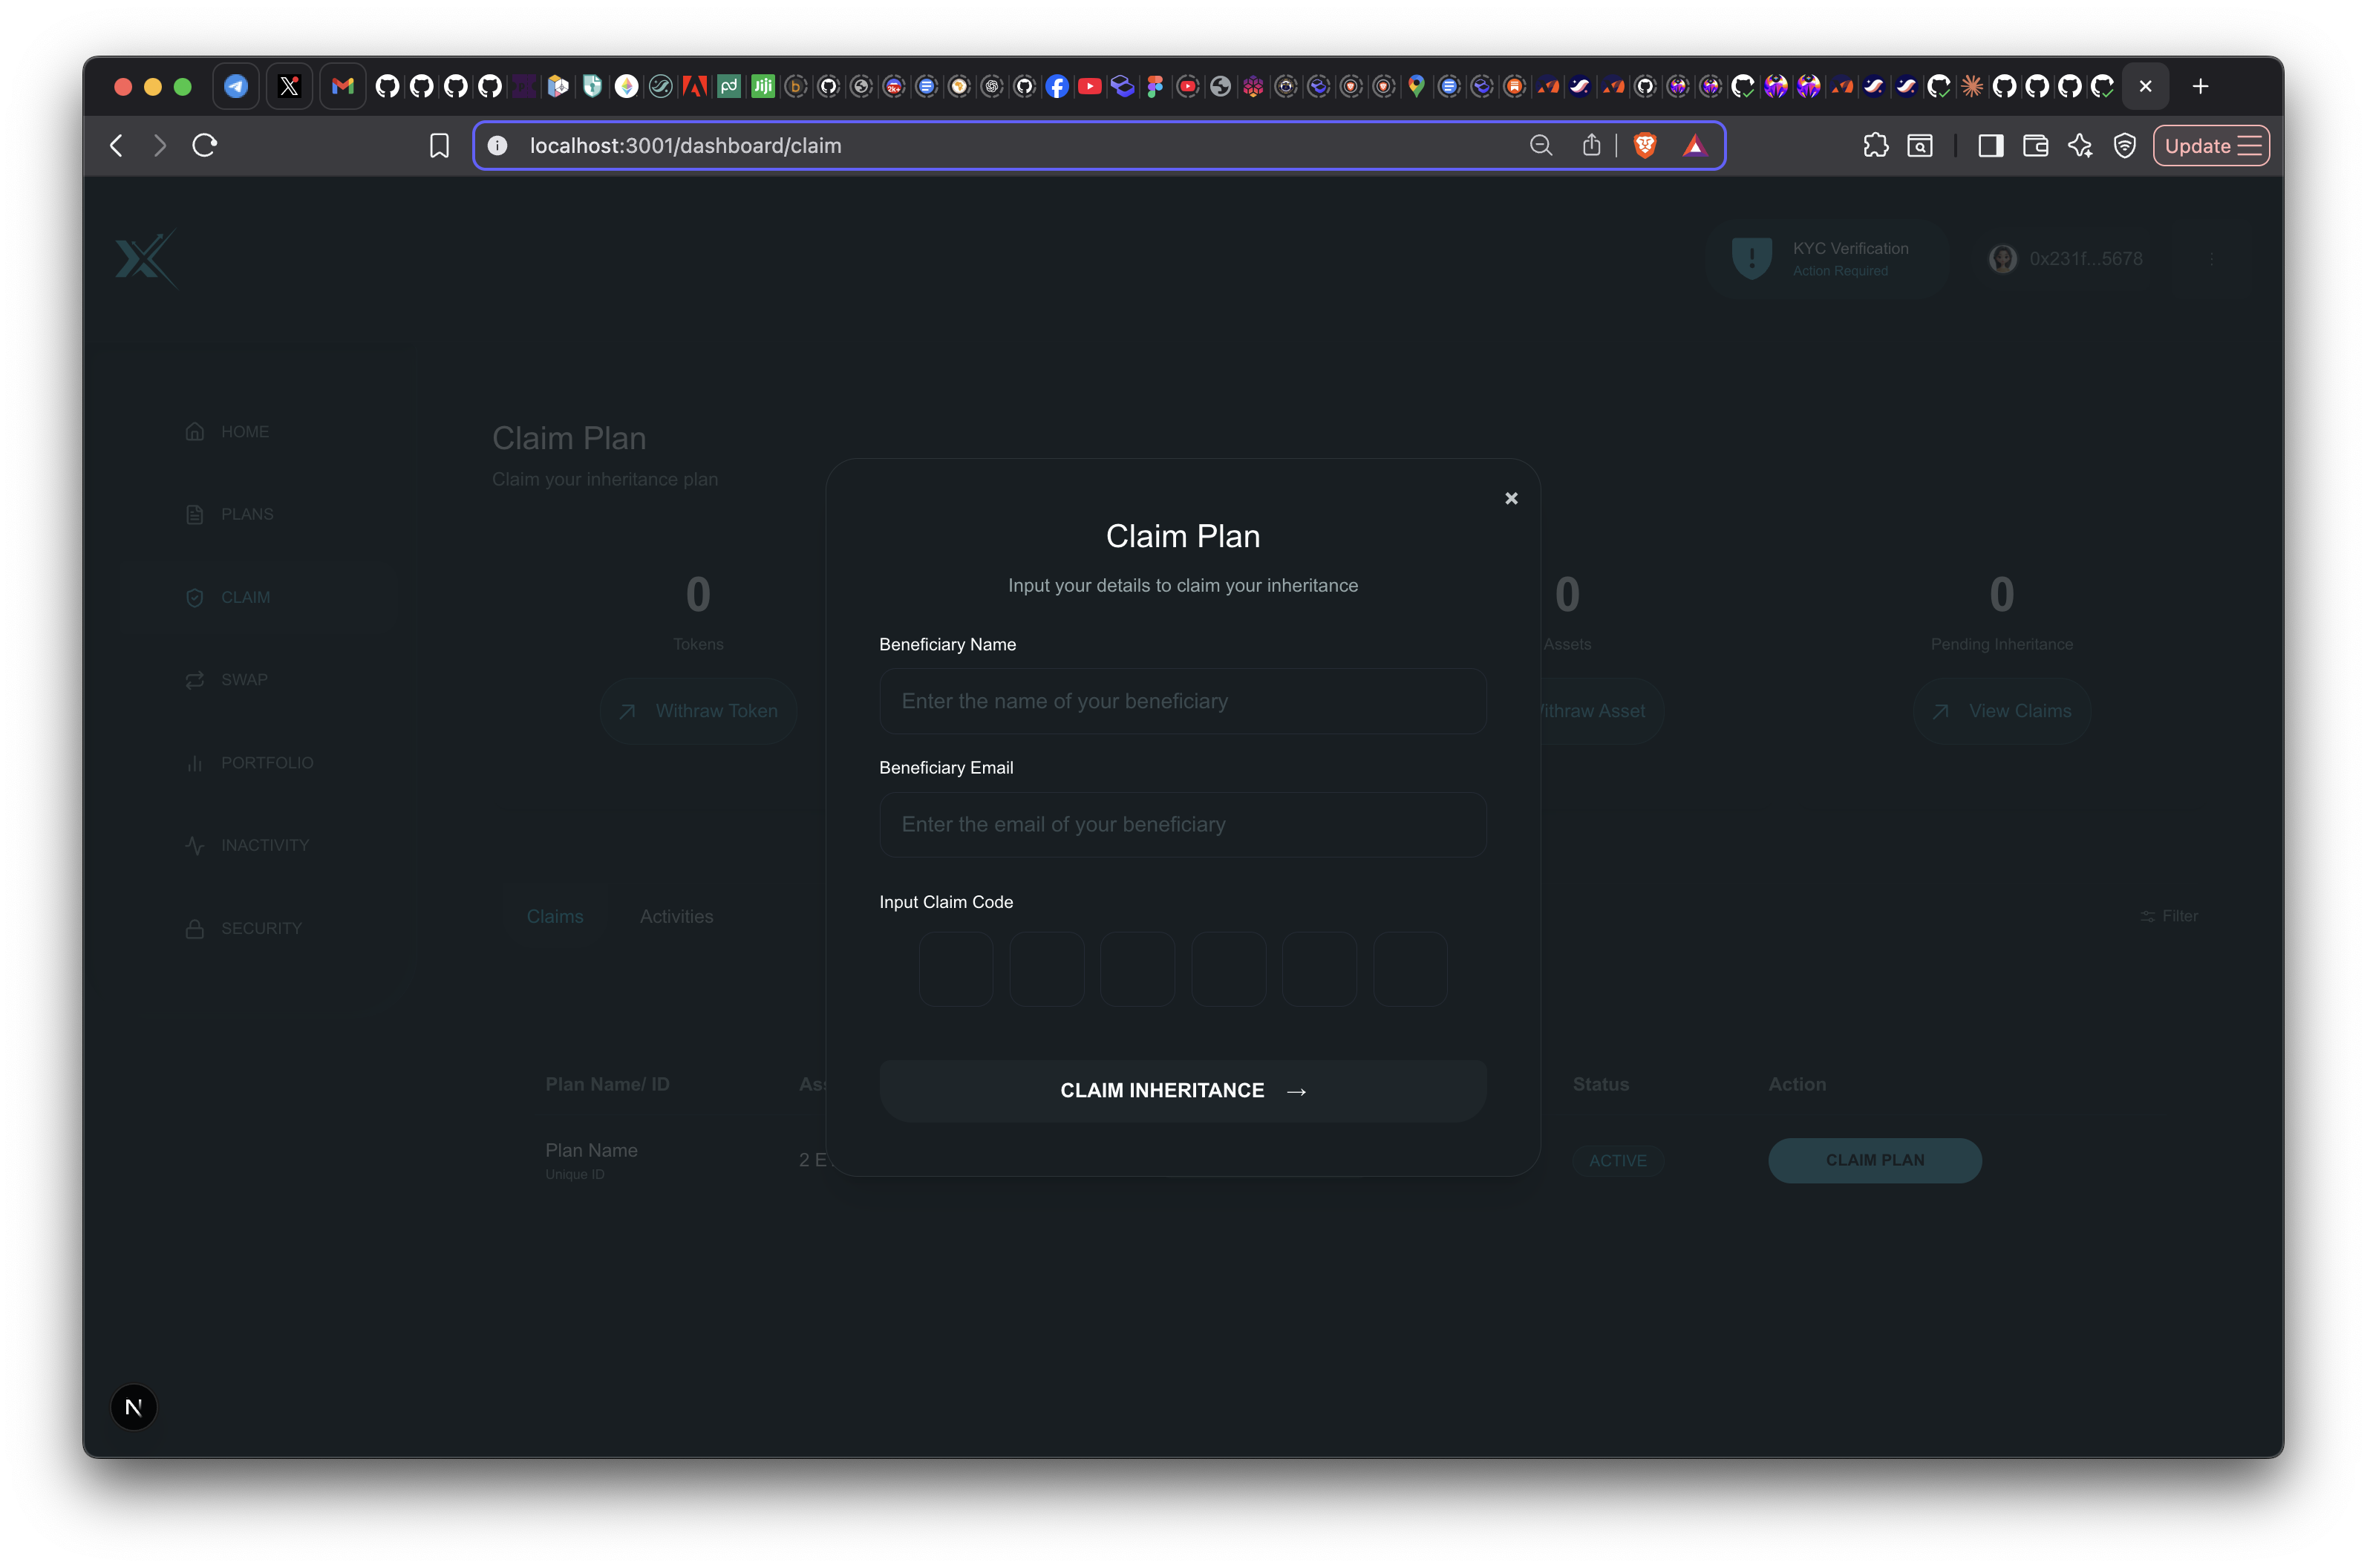 localhost:3001/dashboard/claim
Update
KYC Verification
Action Required
0x231f...5678
HOME
PLANS
CLAIM
SWAP
PORTFOLIO
INACTIVITY
SECURITY
Claim Plan
Claim your inheritance plan
0
Tokens
Withraw Token
0
Assets
ithraw Asset
0
Pending Inheritance
View Claims
Claims
Activities
Filter
Plan Name/ ID
Status
Action
Plan Name
Unique ID
2 E
ACTIVE
CLAIM PLAN
Claim Plan
Input your details to claim your inheritance
Beneficiary Name
Enter the name of your beneficiary
Beneficiary Email
Enter the email of your beneficiary
Input Claim Code
CLAIM INHERITANCE →
N